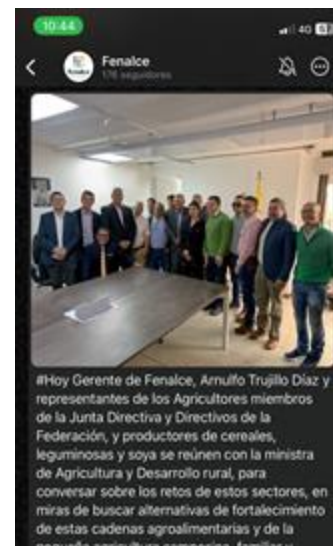 10:44
4G
Fenalce
176 seguidores
#Hoy Gerente de Fenalce, Arnulfo Trujillo Díaz y
representantes de los Agricultores miembros
de la Junta Directiva y Directivos de la
Federación, y productores de cereales,
leguminosas y soya se reúnen con la ministra
de Agricultura y Desarrollo rural, para
conversar sobre los retos de estos sectores, en
miras de buscar alternativas de fortalecimiento
de estas cadenas agroalimentarias y de la